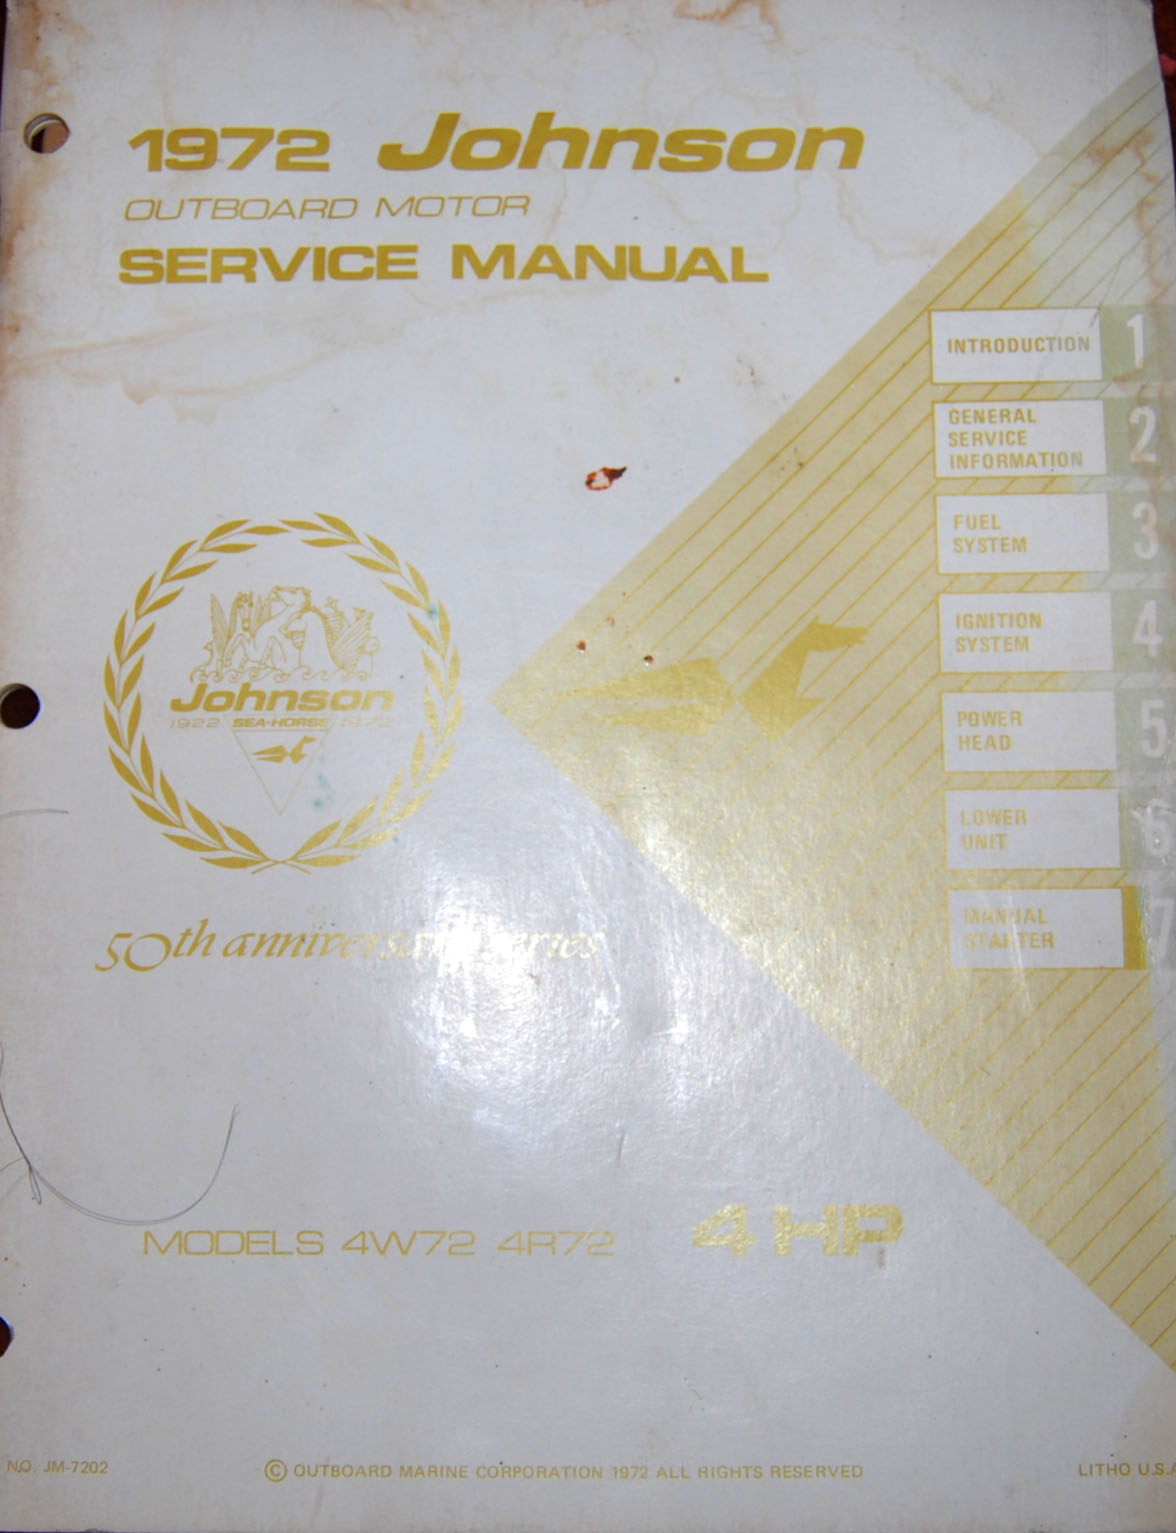 1972 Johnson
OUTBOARD MOTOR
SERVICE MANUAL
INTRODUCTION 1
GENERAL
SERVICE
INFORMATION 2
FUEL
SYSTEM 3
IGNITION
SYSTEM 4
POWER
HEAD 5
LOWER
UNIT 6
MANUAL
STARTER 7
Johnson
1922 SEA-HORSE 1972
50th anniversary series
MODELS 4W72 4R72 4 HP
NO. JM-7202
© OUTBOARD MARINE CORPORATION 1972 ALL RIGHTS RESERVED
LITHO U.S.A